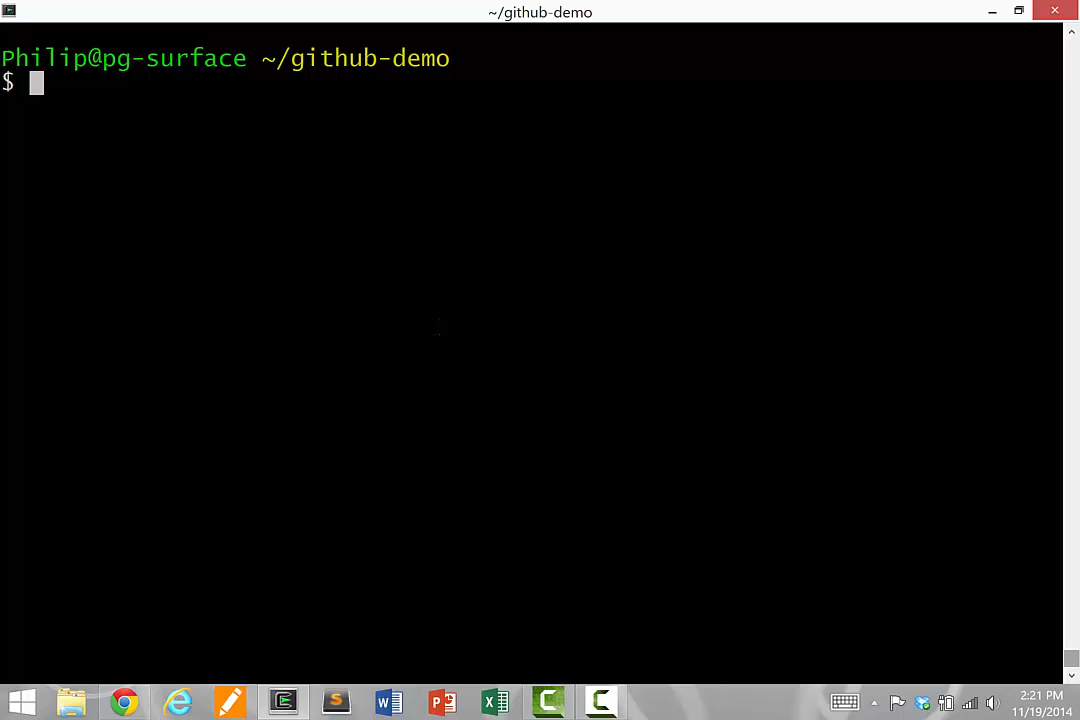 ~/github-demo
Philip@pg-surface ~/github-demo
$
2:21 PM
11/19/2014